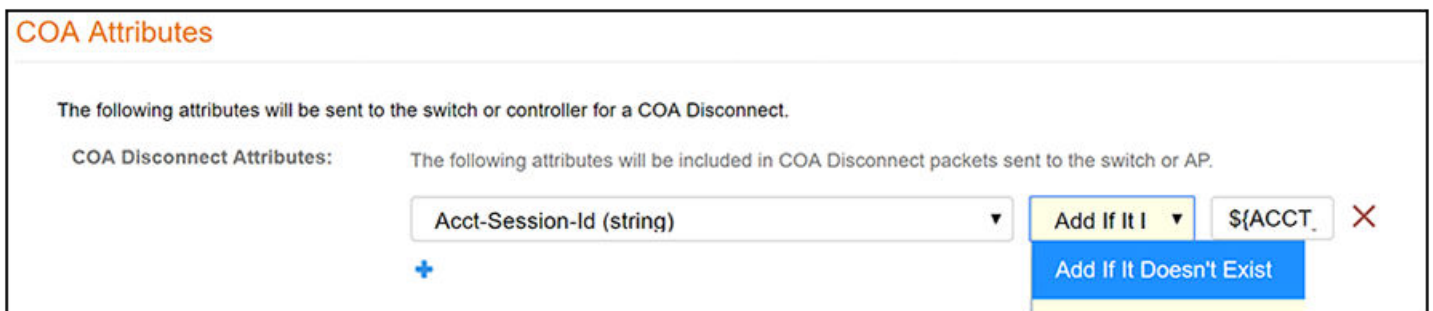 COA Attributes
The following attributes will be sent to the switch or controller for a COA Disconnect.
COA Disconnect Attributes: The following attributes will be included in COA Disconnect packets sent to the switch or AP.
Acct-Session-Id (string) Add If It ${ACCT_
Add If It Doesn't Exist